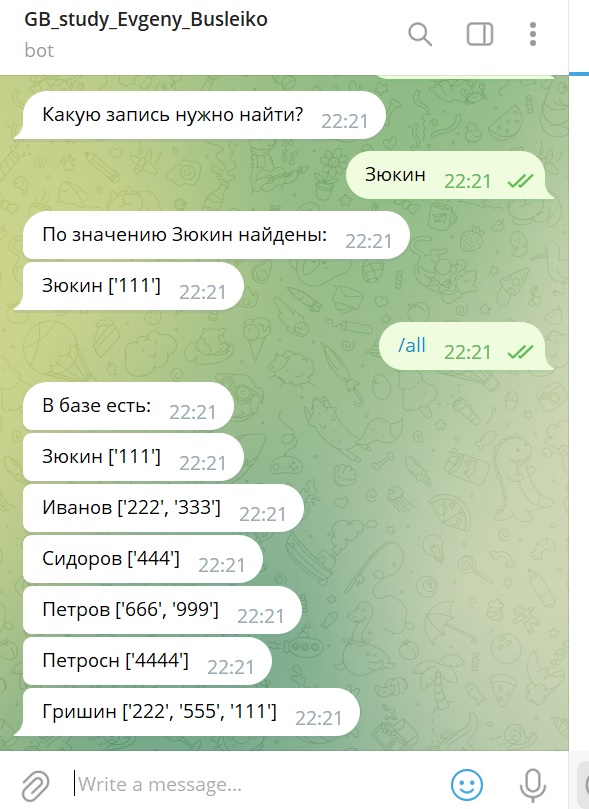 GB_study_Evgeny_Busleiko
bot
Какую запись нужно найти? 22:21
Зюкин 22:21
По значению Зюкин найдены: 22:21
Зюкин ['111'] 22:21
/all 22:21
В базе есть: 22:21
Зюкин ['111'] 22:21
Иванов ['222', '333'] 22:21
Сидоров ['444'] 22:21
Петров ['666', '999'] 22:21
Петросн ['4444'] 22:21
Гришин ['222', '555', '111'] 22:21
Write a message...